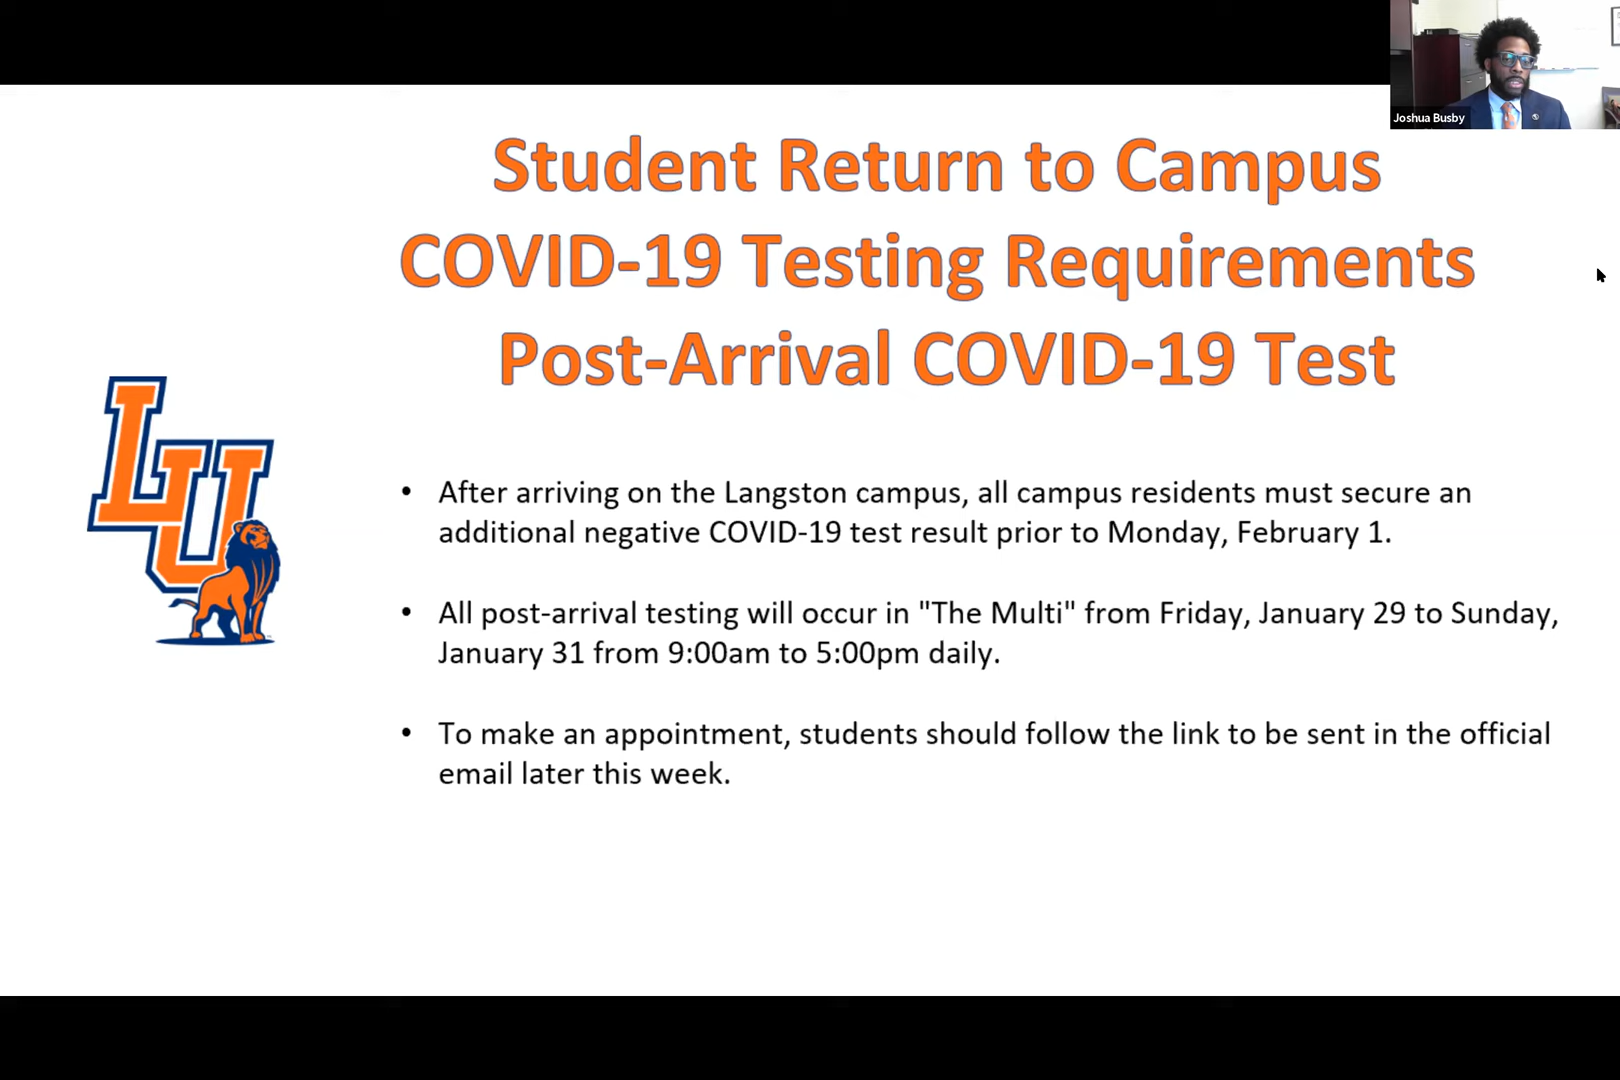 Joshua Busby
Student Return to Campus
COVID-19 Testing Requirements
Post-Arrival COVID-19 Test
LU
• After arriving on the Langston campus, all campus residents must secure an
additional negative COVID-19 test result prior to Monday, February 1.
• All post-arrival testing will occur in "The Multi" from Friday, January 29 to Sunday,
January 31 from 9:00am to 5:00pm daily.
• To make an appointment, students should follow the link to be sent in the official
email later this week.